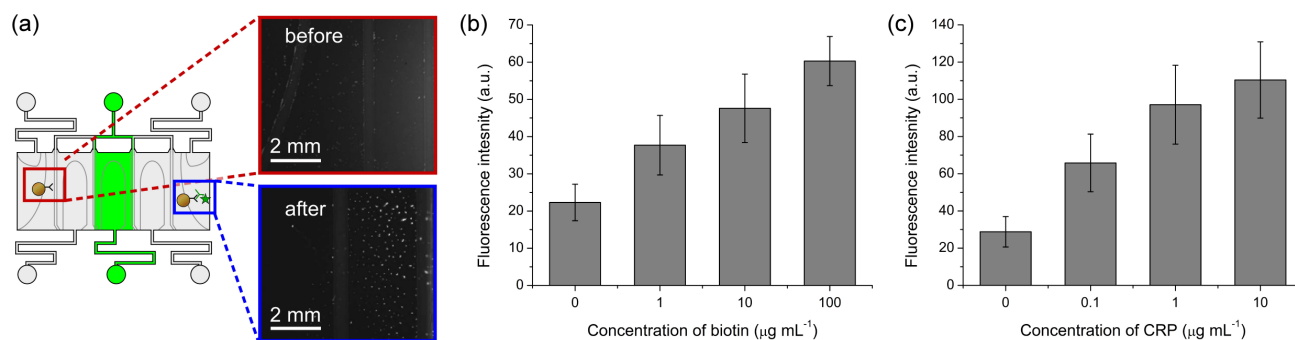 (a)
before
2 mm
after
2 mm
(b)
70
60
50
40
30
20
10
0
Fluorescence intesnity (a.u.)
0 1 10 100
Concentration of biotin (μg mL⁻¹)
(c)
140
120
100
80
60
40
20
0
Fluorescence intesnity (a.u.)
0 0.1 1 10
Concentration of CRP (μg mL⁻¹)